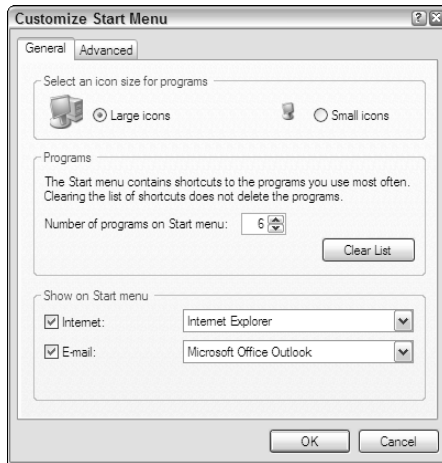 Customize Start Menu
General Advanced
Select an icon size for programs
Large icons Small icons
Programs
The Start menu contains shortcuts to the programs you use most often.
Clearing the list of shortcuts does not delete the programs.
Number of programs on Start menu: 6
Clear List
Show on Start menu
Internet: Internet Explorer
E-mail: Microsoft Office Outlook
OK Cancel